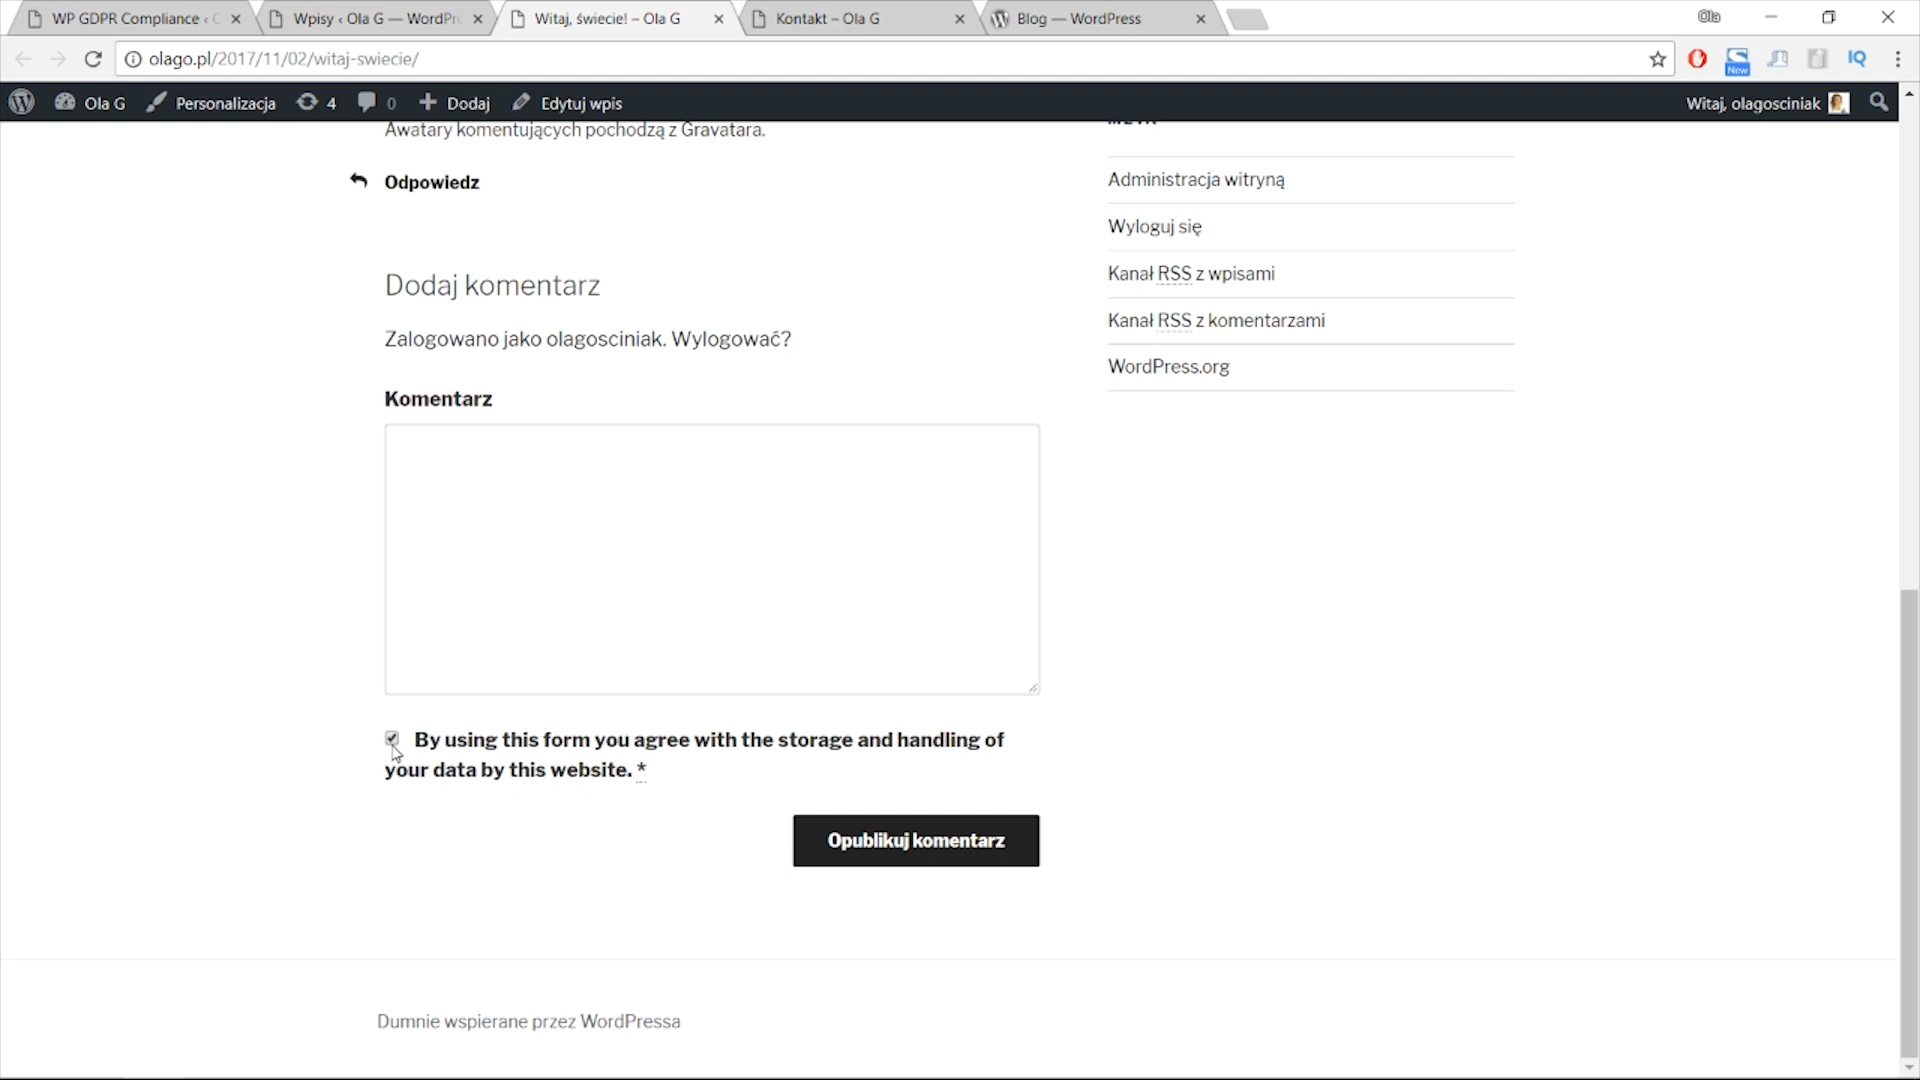 WP GDPR Compliance ‹
Wpisy ‹ Ola G — WordPr
Witaj, świecie! – Ola G
Kontakt – Ola G
Blog — WordPress
Ola
olago.pl/2017/11/02/witaj-swiecie/
New
IQ
Ola G
Personalizacja
4
0
Dodaj
Edytuj wpis
Witaj, olagosciniak
Awatary komentujących pochodzą z Gravatara.
Odpowiedz
Dodaj komentarz
Zalogowano jako olagosciniak. Wylogować?
Komentarz
By using this form you agree with the storage and handling of
your data by this website. *
Opublikuj komentarz
META
Administracja witryną
Wyloguj się
Kanał RSS z wpisami
Kanał RSS z komentarzami
WordPress.org
Dumnie wspierane przez WordPressa